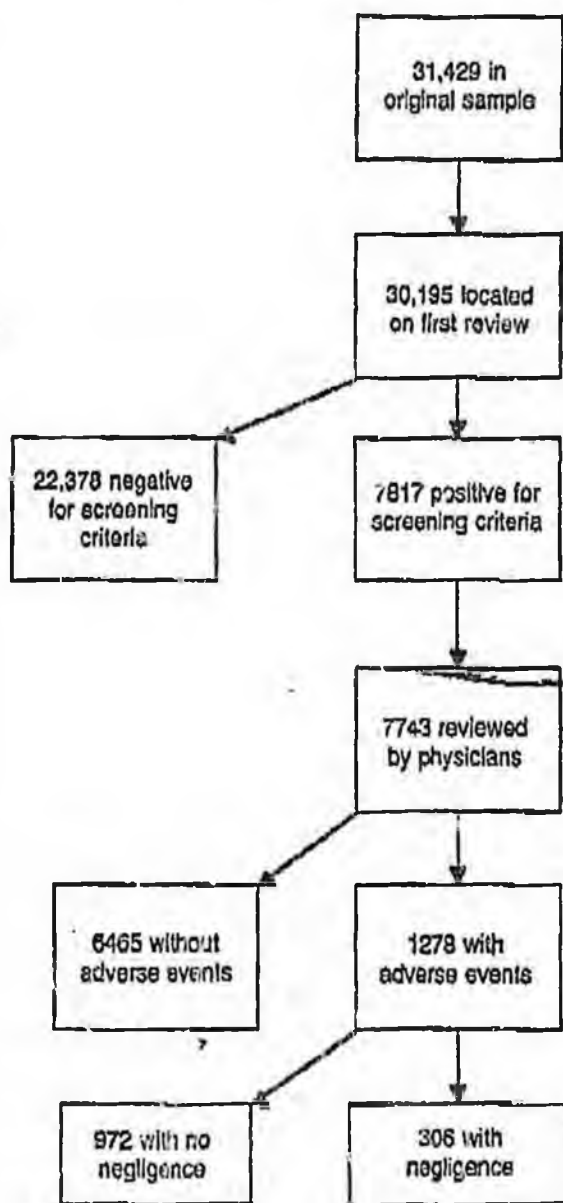 31,429 in
original sample
30,195 located
on first review
22,378 negative
for screening
criteria
7817 positive for
screening criteria
7743 reviewed
by physicians
6465 without
adverse events
1278 with
adverse events
972 with no
negligence
306 with
negligence